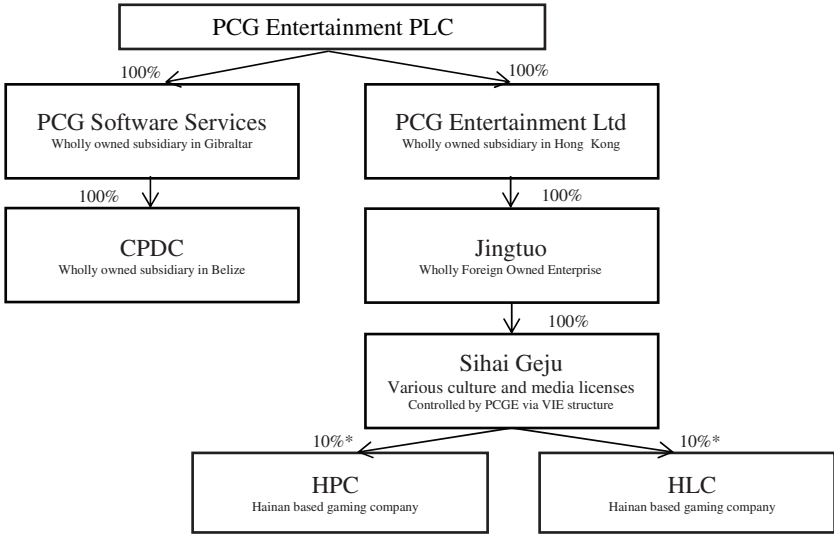 PCG Entertainment PLC
100%
100%
PCG Software Services
Wholly owned subsidiary in Gibraltar
PCG Entertainment Ltd
Wholly owned subsidiary in Hong Kong
100%
100%
CPDC
Wholly owned subsidiary in Belize
Jingtuo
Wholly Foreign Owned Enterprise
100%
Sihai Geju
Various culture and media licenses
Controlled by PCGE via VIE structure
10%*
10%*
HPC
Hainan based gaming company
HLC
Hainan based gaming company